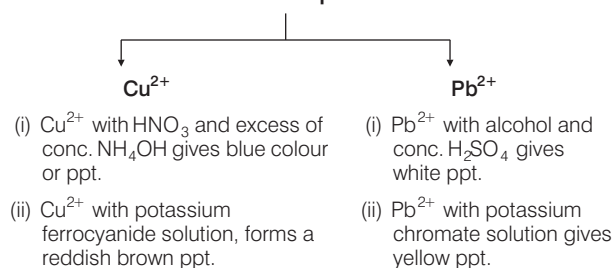 Cu²⁺
(i) Cu²⁺ with HNO₃ and excess of
conc. NH₄OH gives blue colour
or ppt.
(ii) Cu²⁺ with potassium
ferrocyanide solution, forms a
reddish brown ppt.
Pb²⁺
(i) Pb²⁺ with alcohol and
conc. H₂SO₄ gives
white ppt.
(ii) Pb²⁺ with potassium
chromate solution gives
yellow ppt.